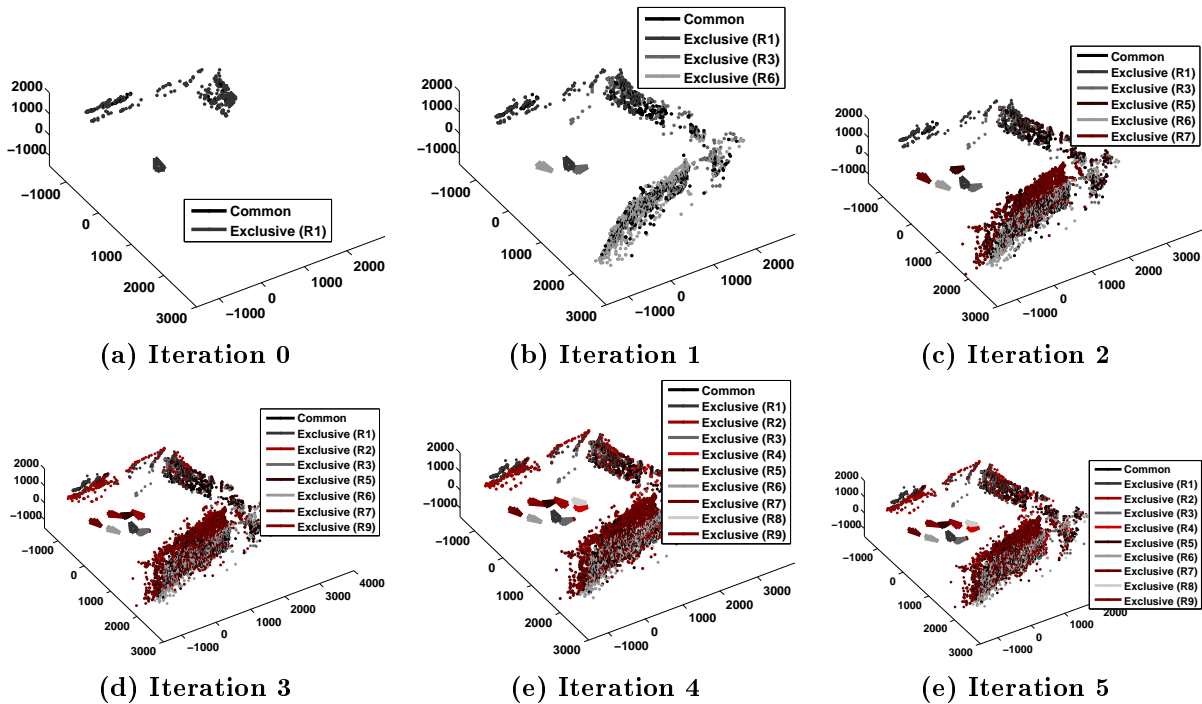 Common
Exclusive (R1)
2000
1000
0
−1000
−1000
0
1000
2000
3000
−1000
0
1000
2000
(a) Iteration 0
Common
Exclusive (R1)
Exclusive (R3)
Exclusive (R6)
2000
1000
0
−1000
−1000
0
1000
2000
3000
−1000
0
1000
2000
(b) Iteration 1
Common
Exclusive (R1)
Exclusive (R3)
Exclusive (R5)
Exclusive (R6)
Exclusive (R7)
2000
1000
0
−1000
−1000
0
1000
2000
3000
−1000
0
1000
2000
3000
(c) Iteration 2
Common
Exclusive (R1)
Exclusive (R2)
Exclusive (R3)
Exclusive (R5)
Exclusive (R6)
Exclusive (R7)
Exclusive (R9)
2000
1000
0
−1000
−1000
0
1000
2000
3000
−1000
0
1000
2000
3000
4000
(d) Iteration 3
Common
Exclusive (R1)
Exclusive (R2)
Exclusive (R3)
Exclusive (R4)
Exclusive (R5)
Exclusive (R6)
Exclusive (R7)
Exclusive (R8)
Exclusive (R9)
2000
1000
0
−1000
−1000
0
1000
2000
3000
−1000
0
1000
2000
3000
(e) Iteration 4
Common
Exclusive (R1)
Exclusive (R2)
Exclusive (R3)
Exclusive (R4)
Exclusive (R5)
Exclusive (R6)
Exclusive (R7)
Exclusive (R8)
Exclusive (R9)
2000
1000
0
−1000
−1000
0
1000
2000
3000
−1000
0
1000
2000
(e) Iteration 5